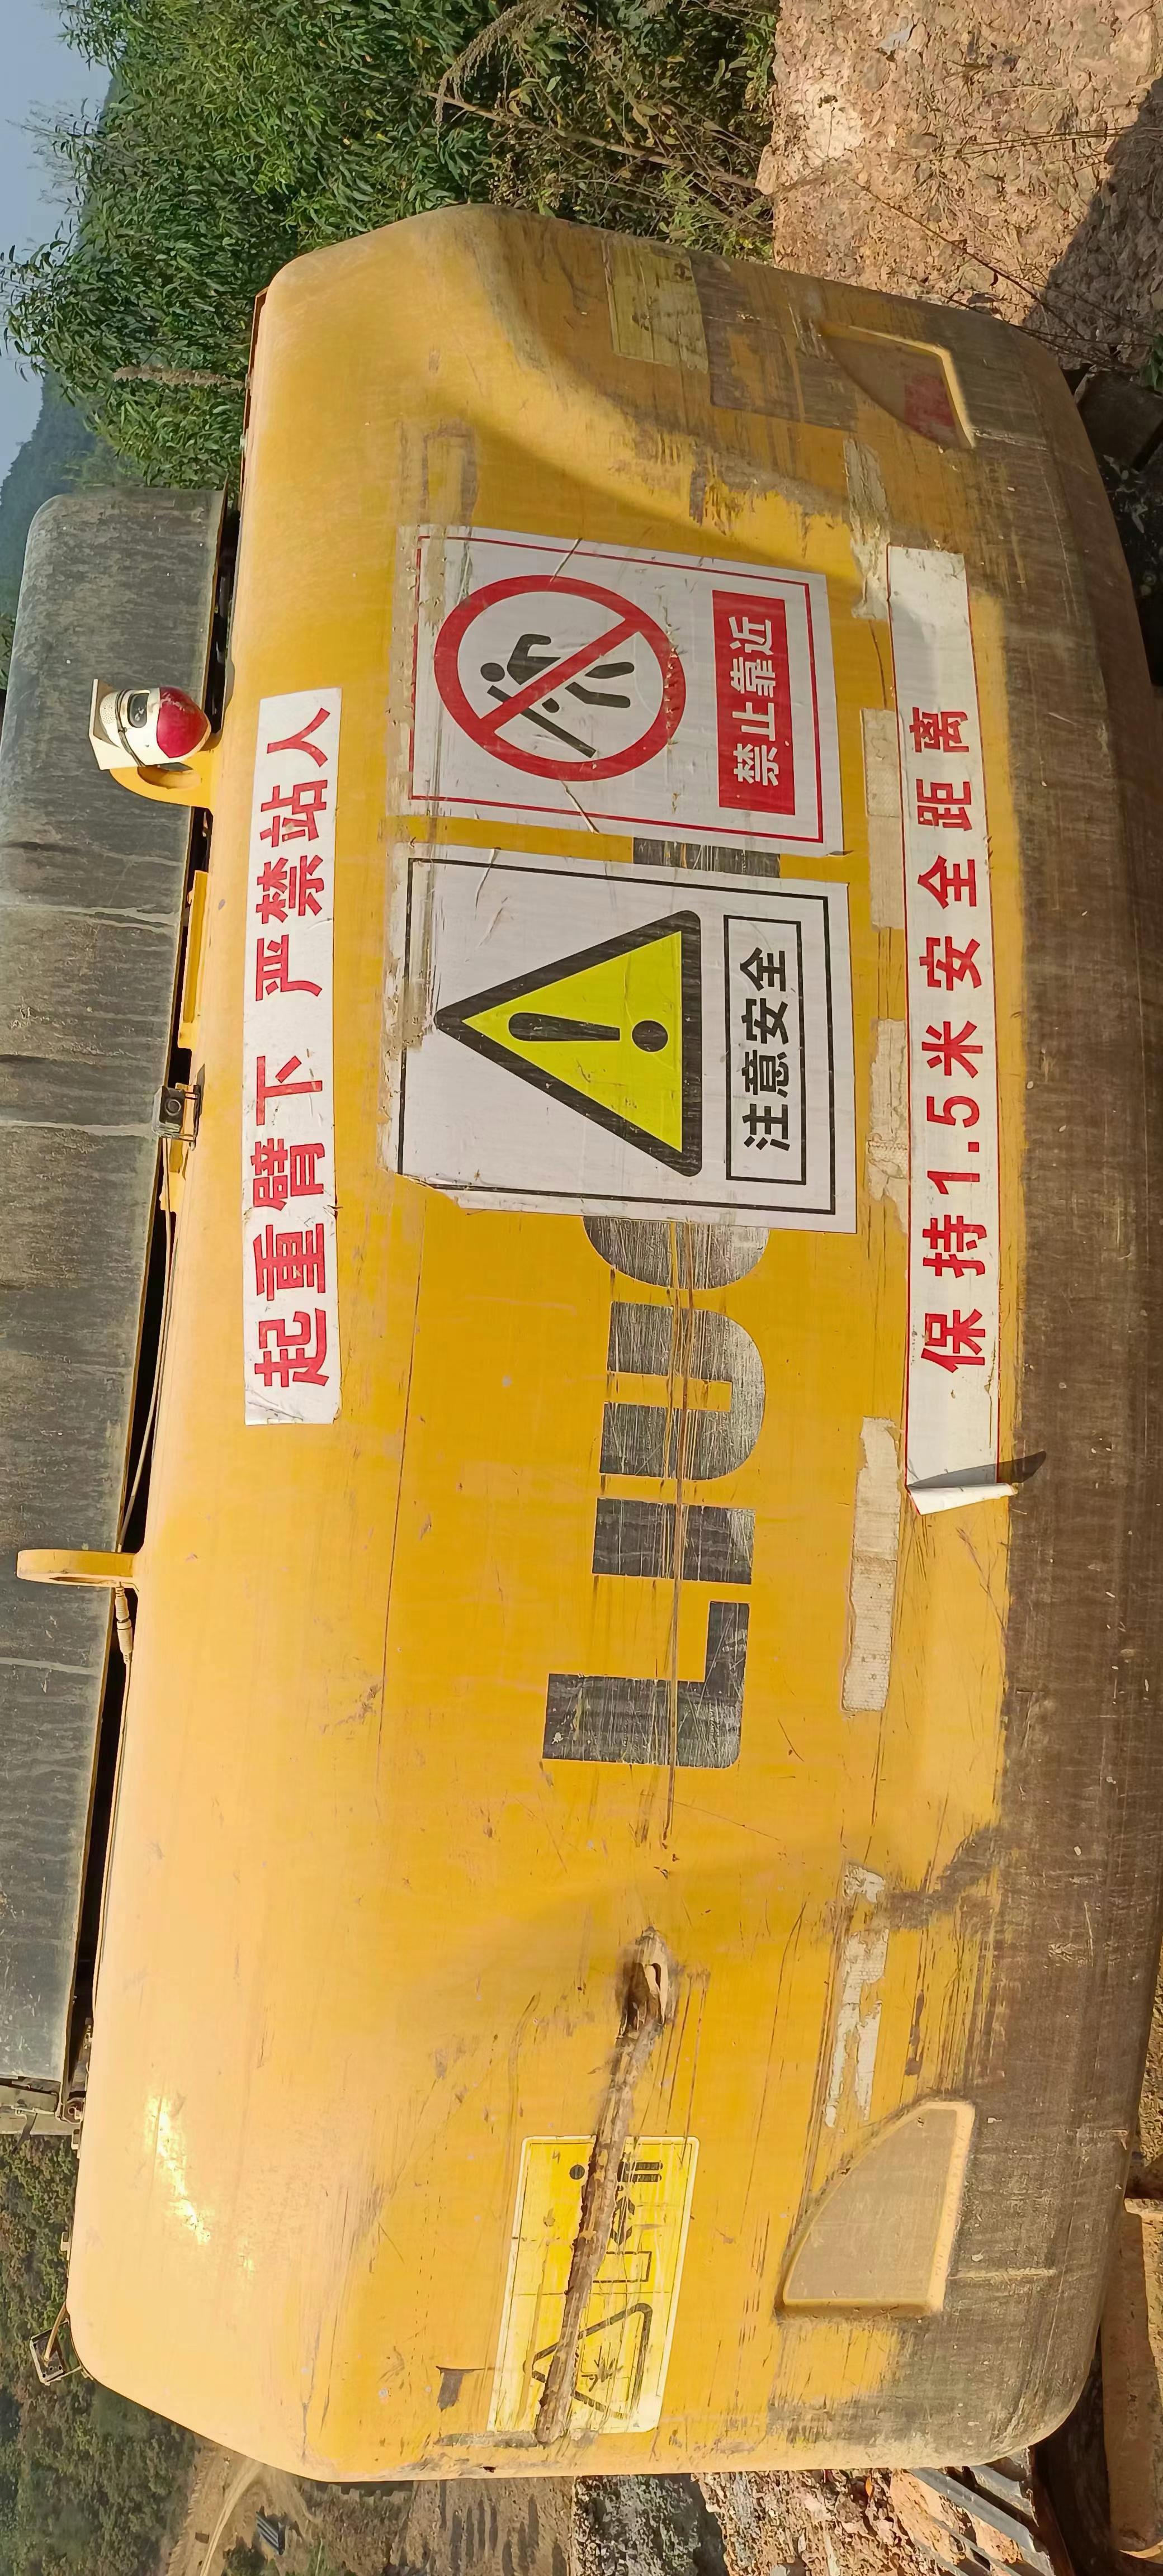 起重臂下 严禁站人
注意安全
禁止靠近
LIUG
保持1.5米安全距离